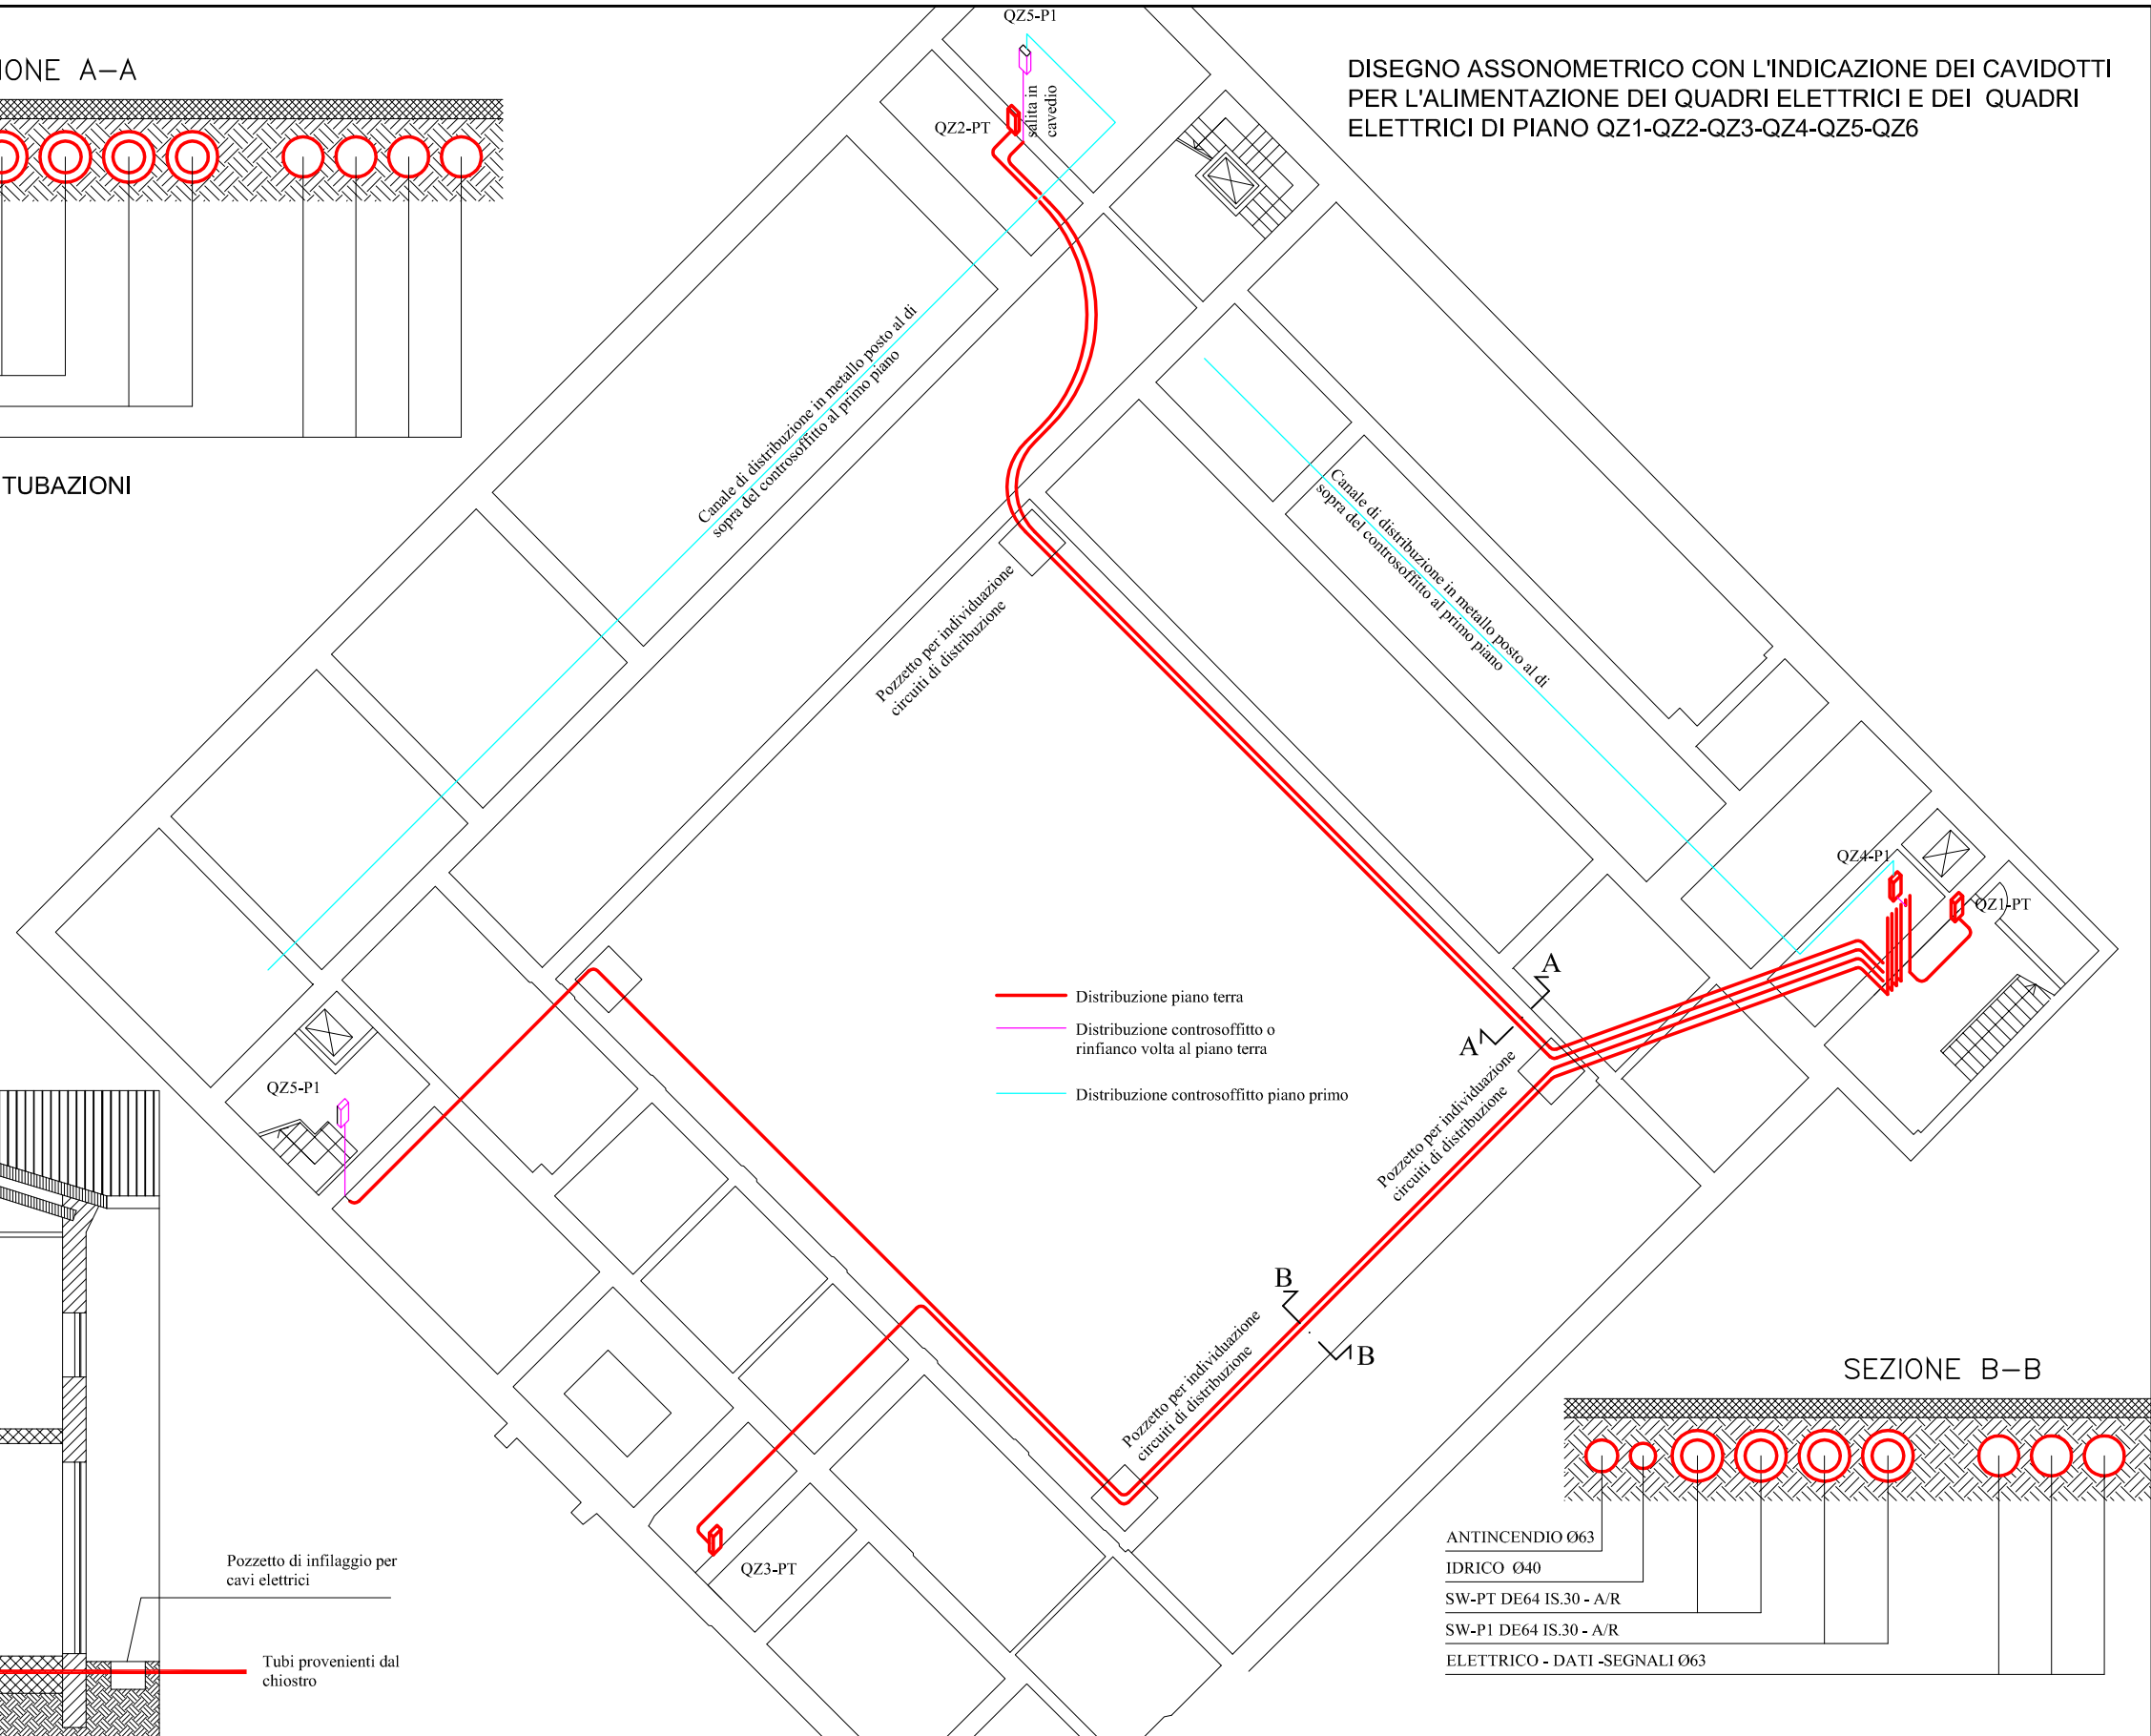 QZ5-P1
DISEGNO ASSONOMETRICO CON L'INDICAZIONE DEI CAVIDOTTI
PER L'ALIMENTAZIONE DEI QUADRI ELETTRICI E DEI QUADRI
ELETTRICI DI PIANO QZ1-QZ2-QZ3-QZ4-QZ5-QZ6
IONE A-A
QZ2-PT
salita in
cavedio
TUBAZIONI
Canale di distribuzione in metallo posto al di
sopra del controsoffitto al primo piano
Canale di distribuzione in metallo posto al di
sopra del controsoffitto al primo piano
Pozzetto per individuazione
circuiti di distribuzione
QZ4-P1
QZ1-PT
A
A
Distribuzione piano terra
Distribuzione controsoffitto o
rinfianco volta al piano terra
Distribuzione controsoffitto piano primo
QZ5-P1
Pozzetto per individuazione
circuiti di distribuzione
B
B
Pozzetto per individuazione
circuiti di distribuzione
SEZIONE B-B
ANTINCENDIO Ø63
IDRICO Ø40
SW-PT DE64 IS.30 - A/R
SW-P1 DE64 IS.30 - A/R
ELETTRICO - DATI -SEGNALI Ø63
QZ3-PT
Pozzetto di infilaggio per
cavi elettrici
Tubi provenienti dal
chiostro